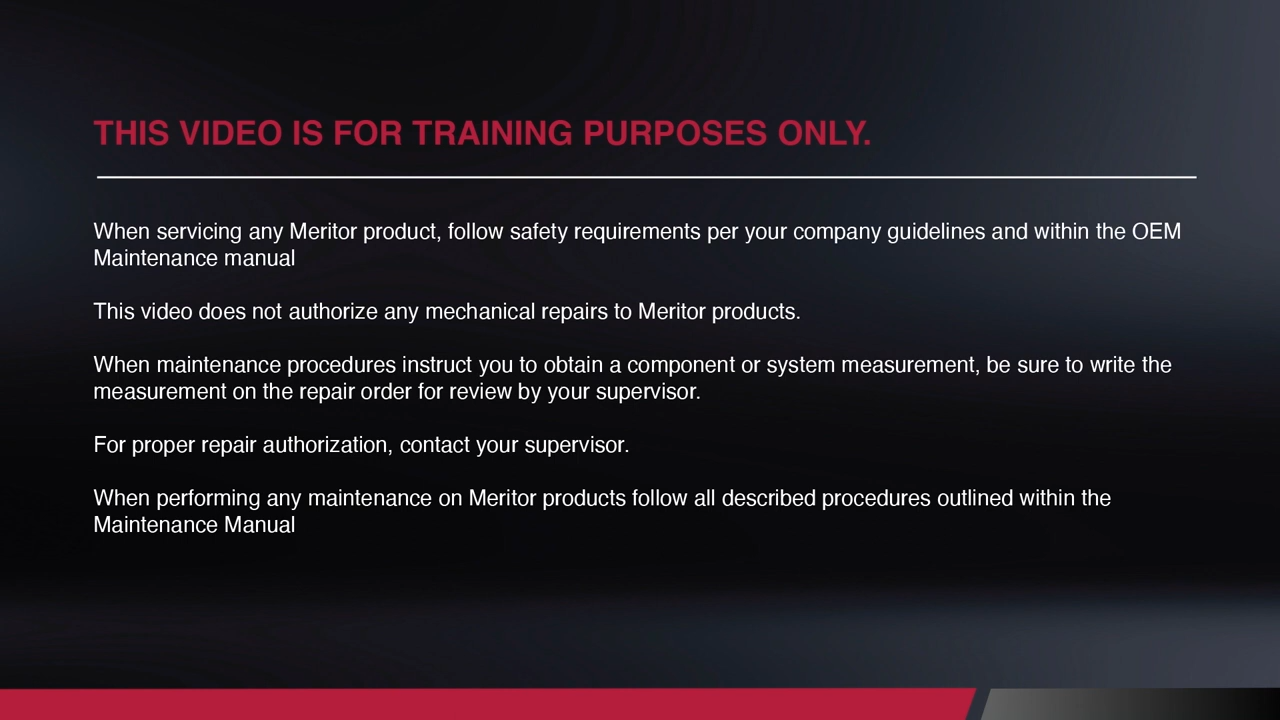 THIS VIDEO IS FOR TRAINING PURPOSES ONLY.
When servicing any Meritor product, follow safety requirements per your company guidelines and within the OEM
Maintenance manual
This video does not authorize any mechanical repairs to Meritor products.
When maintenance procedures instruct you to obtain a component or system measurement, be sure to write the
measurement on the repair order for review by your supervisor.
For proper repair authorization, contact your supervisor.
When performing any maintenance on Meritor products follow all described procedures outlined within the
Maintenance Manual